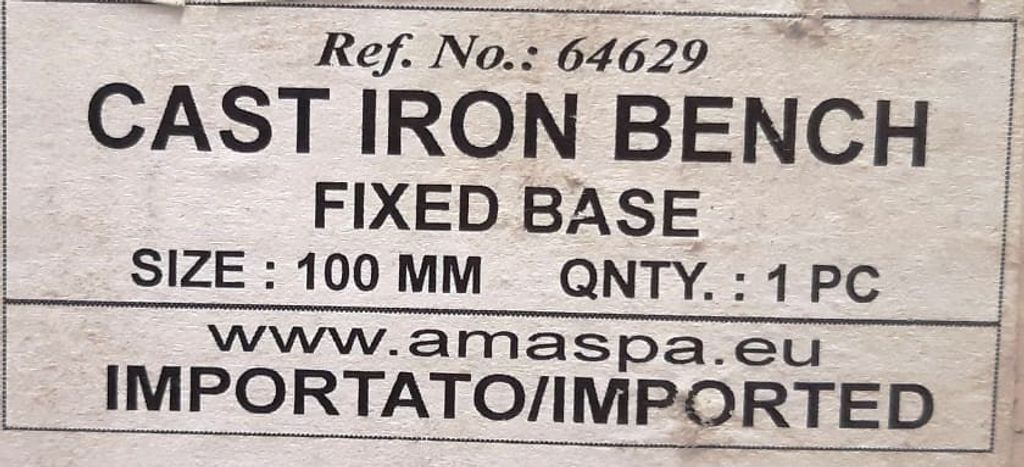 Ref. No.: 64629
CAST IRON BENCH
FIXED BASE
SIZE : 100 MM QNTY. : 1 PC
www.amaspa.eu
IMPORTATO/IMPORTED